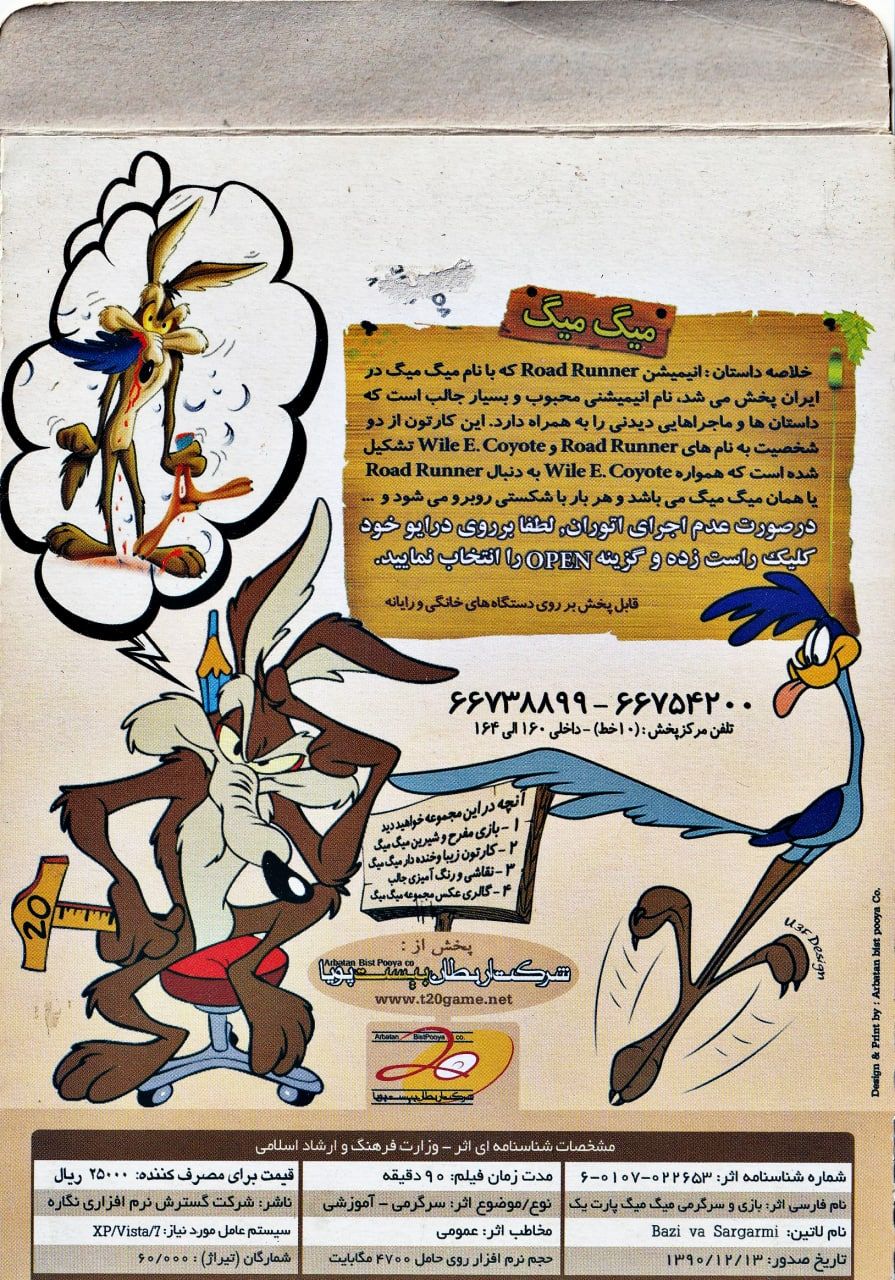 میگ میگ
خلاصه داستان : انیمیشن Road Runner که با نام میگ میگ در
ایران پخش می شد، نام انیمیشنی محبوب و بسیار جالب است که
داستان ها و ماجراهایی دیدنی را به همراه دارد. این کارتون از دو
شخصیت به نام های Road Runner و Wile E. Coyote تشکیل
شده است که همواره Wile E. Coyote به دنبال Road Runner
یا همان میگ میگ می باشد و هر بار با شکستی روبرو می شود و ...
درصورت عدم اجرای اتوران، لطفا برروی درایو خود
کلیک راست زده و گزینه OPEN را انتخاب نمایید.
قابل پخش بر روی دستگاه های خانگی و رایانه
۶۶۷۳۸۸۹۹ - ۶۶۷۵۴۲۰۰
تلفن مرکز پخش : (۱۰خط) - داخلی ۱۶۰ الی ۱۶۴
آنچه در این مجموعه خواهید دید
۱ - بازی مفرح و شیرین میگ میگ
۲ - کارتون زیبا وخنده دار میگ میگ
۳ - نقاشی و رنگ آمیزی جالب
۴ - گالری عکس مجموعه میگ میگ
20
پخش از :
Arbatan Bist Pooya co
شرکت اربطان بیست پویا
www.t20game.net
Arbatan BistPooya co.
شرکت اربطان بیست پویا
U3F Design
Design & Print by : Arbatan bist pooya Co.
مشخصات شناسنامه ای اثر - وزارت فرهنگ و ارشاد اسلامی
شماره شناسنامه اثر: ۰۲۲۶۵۳-۰۱۰۷-۶
نام فارسی اثر: بازی و سرگرمی میگ میگ پارت یک
نام لاتین: Bazi va Sargarmi
تاریخ صدور: ۱۳۹۰/۱۲/۱۳
مدت زمان فیلم: ۹۰ دقیقه
نوع/موضوع اثر: سرگرمی - آموزشی
مخاطب اثر: عمومی
حجم نرم افزار روی حامل ۴۷۰۰ مگابایت
قیمت برای مصرف کننده: ۲۵۰۰۰ ریال
ناشر: شرکت گسترش نرم افزاری نگاره
سیستم عامل مورد نیاز: XP/Vista/7
شمارگان (تیراژ) : ۶۰/۰۰۰